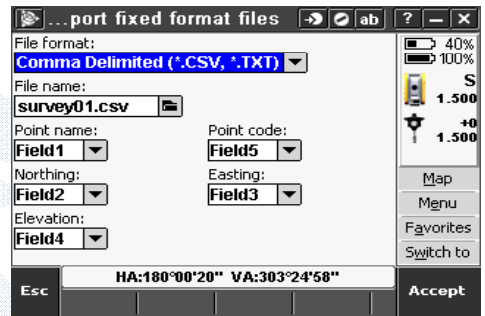 ...port fixed format files ab ? – x
File format:
Comma Delimited (*.CSV, *.TXT)
File name:
survey01.csv
Point name: Point code:
Field1 Field5
Northing: Easting:
Field2 Field3
Elevation:
Field4
40%
100%
S
1.500
+0
1.500
Map
Menu
Favorites
Switch to
HA:180°00'20" VA:303°24'58"
Esc
Accept